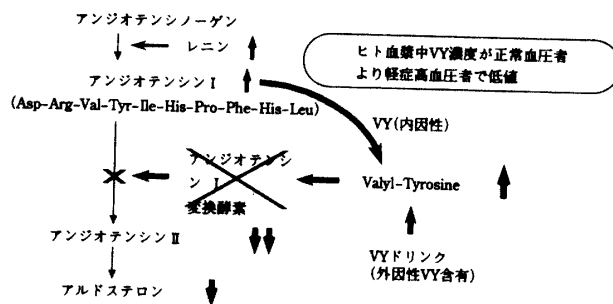 アンジオテンシノーゲン
レニン
アンジオテンシン I
(Asp-Arg-Val-Tyr-Ile-His-Pro-Phe-His-Leu)
ヒト血漿中VY濃度が正常血圧者
より軽症高血圧者で低値
VY(内因性)
アンジオテンシ
ン I
変換酵素
Valyl-Tyrosine
アンジオテンシン II
VYドリンク
(外因性VY含有)
アルドステロン